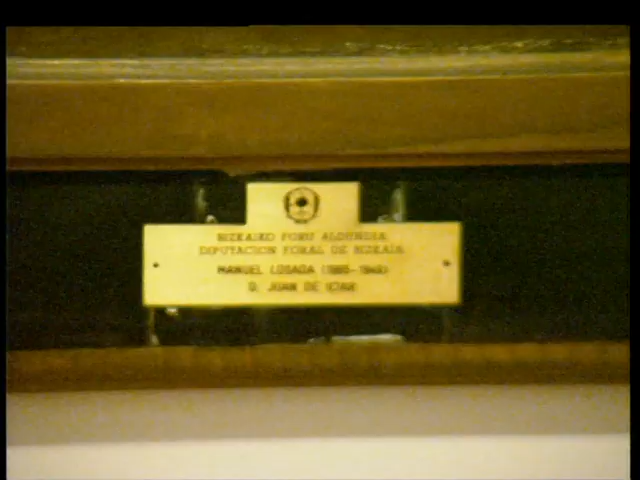 BIZKAIKO FORU ALDUNDIA
DIPUTACION FORAL DE BIZKAIA
MANUEL LOSADA (1865-1949)
D. JUAN DE ICIAR